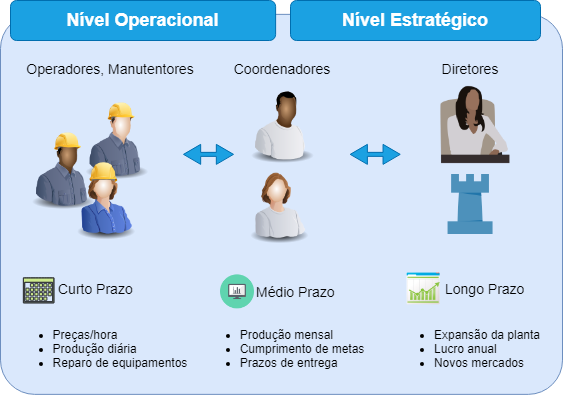 Nível Operacional
Nível Estratégico
Operadores, Manutentores
Coordenadores
Diretores
Curto Prazo
Médio Prazo
Longo Prazo
• Preças/hora
• Produção diária
• Reparo de equipamentos
• Produção mensal
• Cumprimento de metas
• Prazos de entrega
• Expansão da planta
• Lucro anual
• Novos mercados